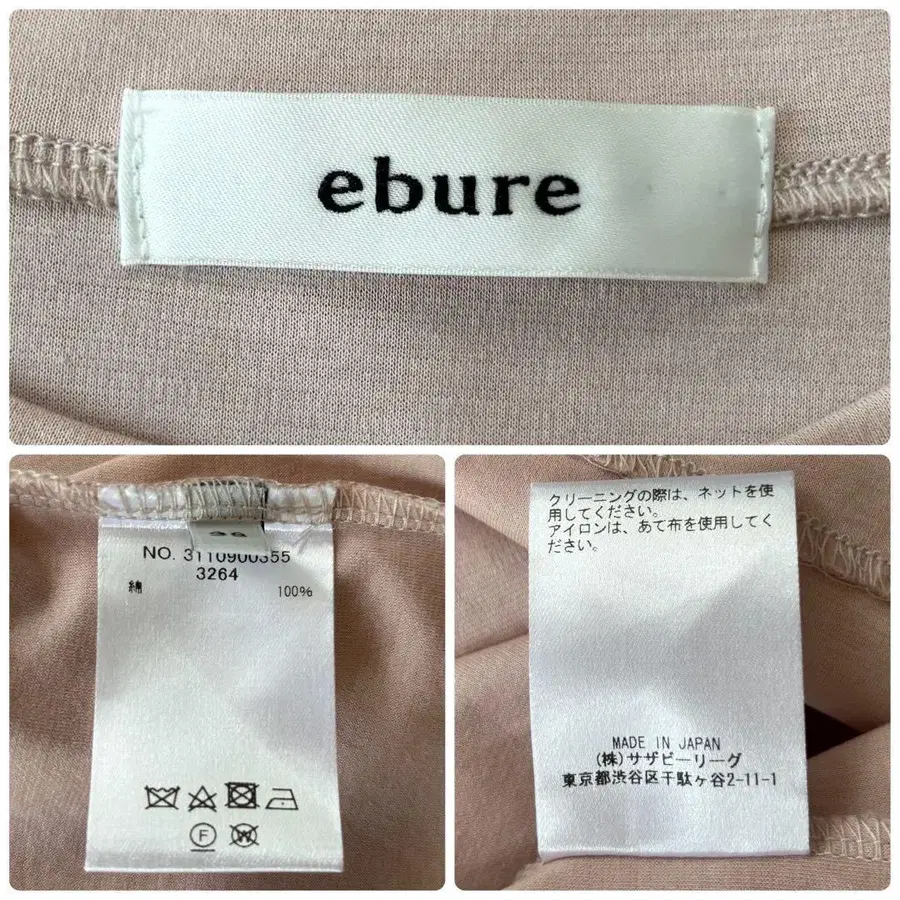 ebure
NO. 3110900355
3264
綿 100%
F
W
クリーニングの際は、ネットを使
用してください。
アイロンは、あて布を使用してく
ださい。
MADE IN JAPAN
(株)サザビーリーグ
東京都渋谷区千駄ヶ谷2-11-1